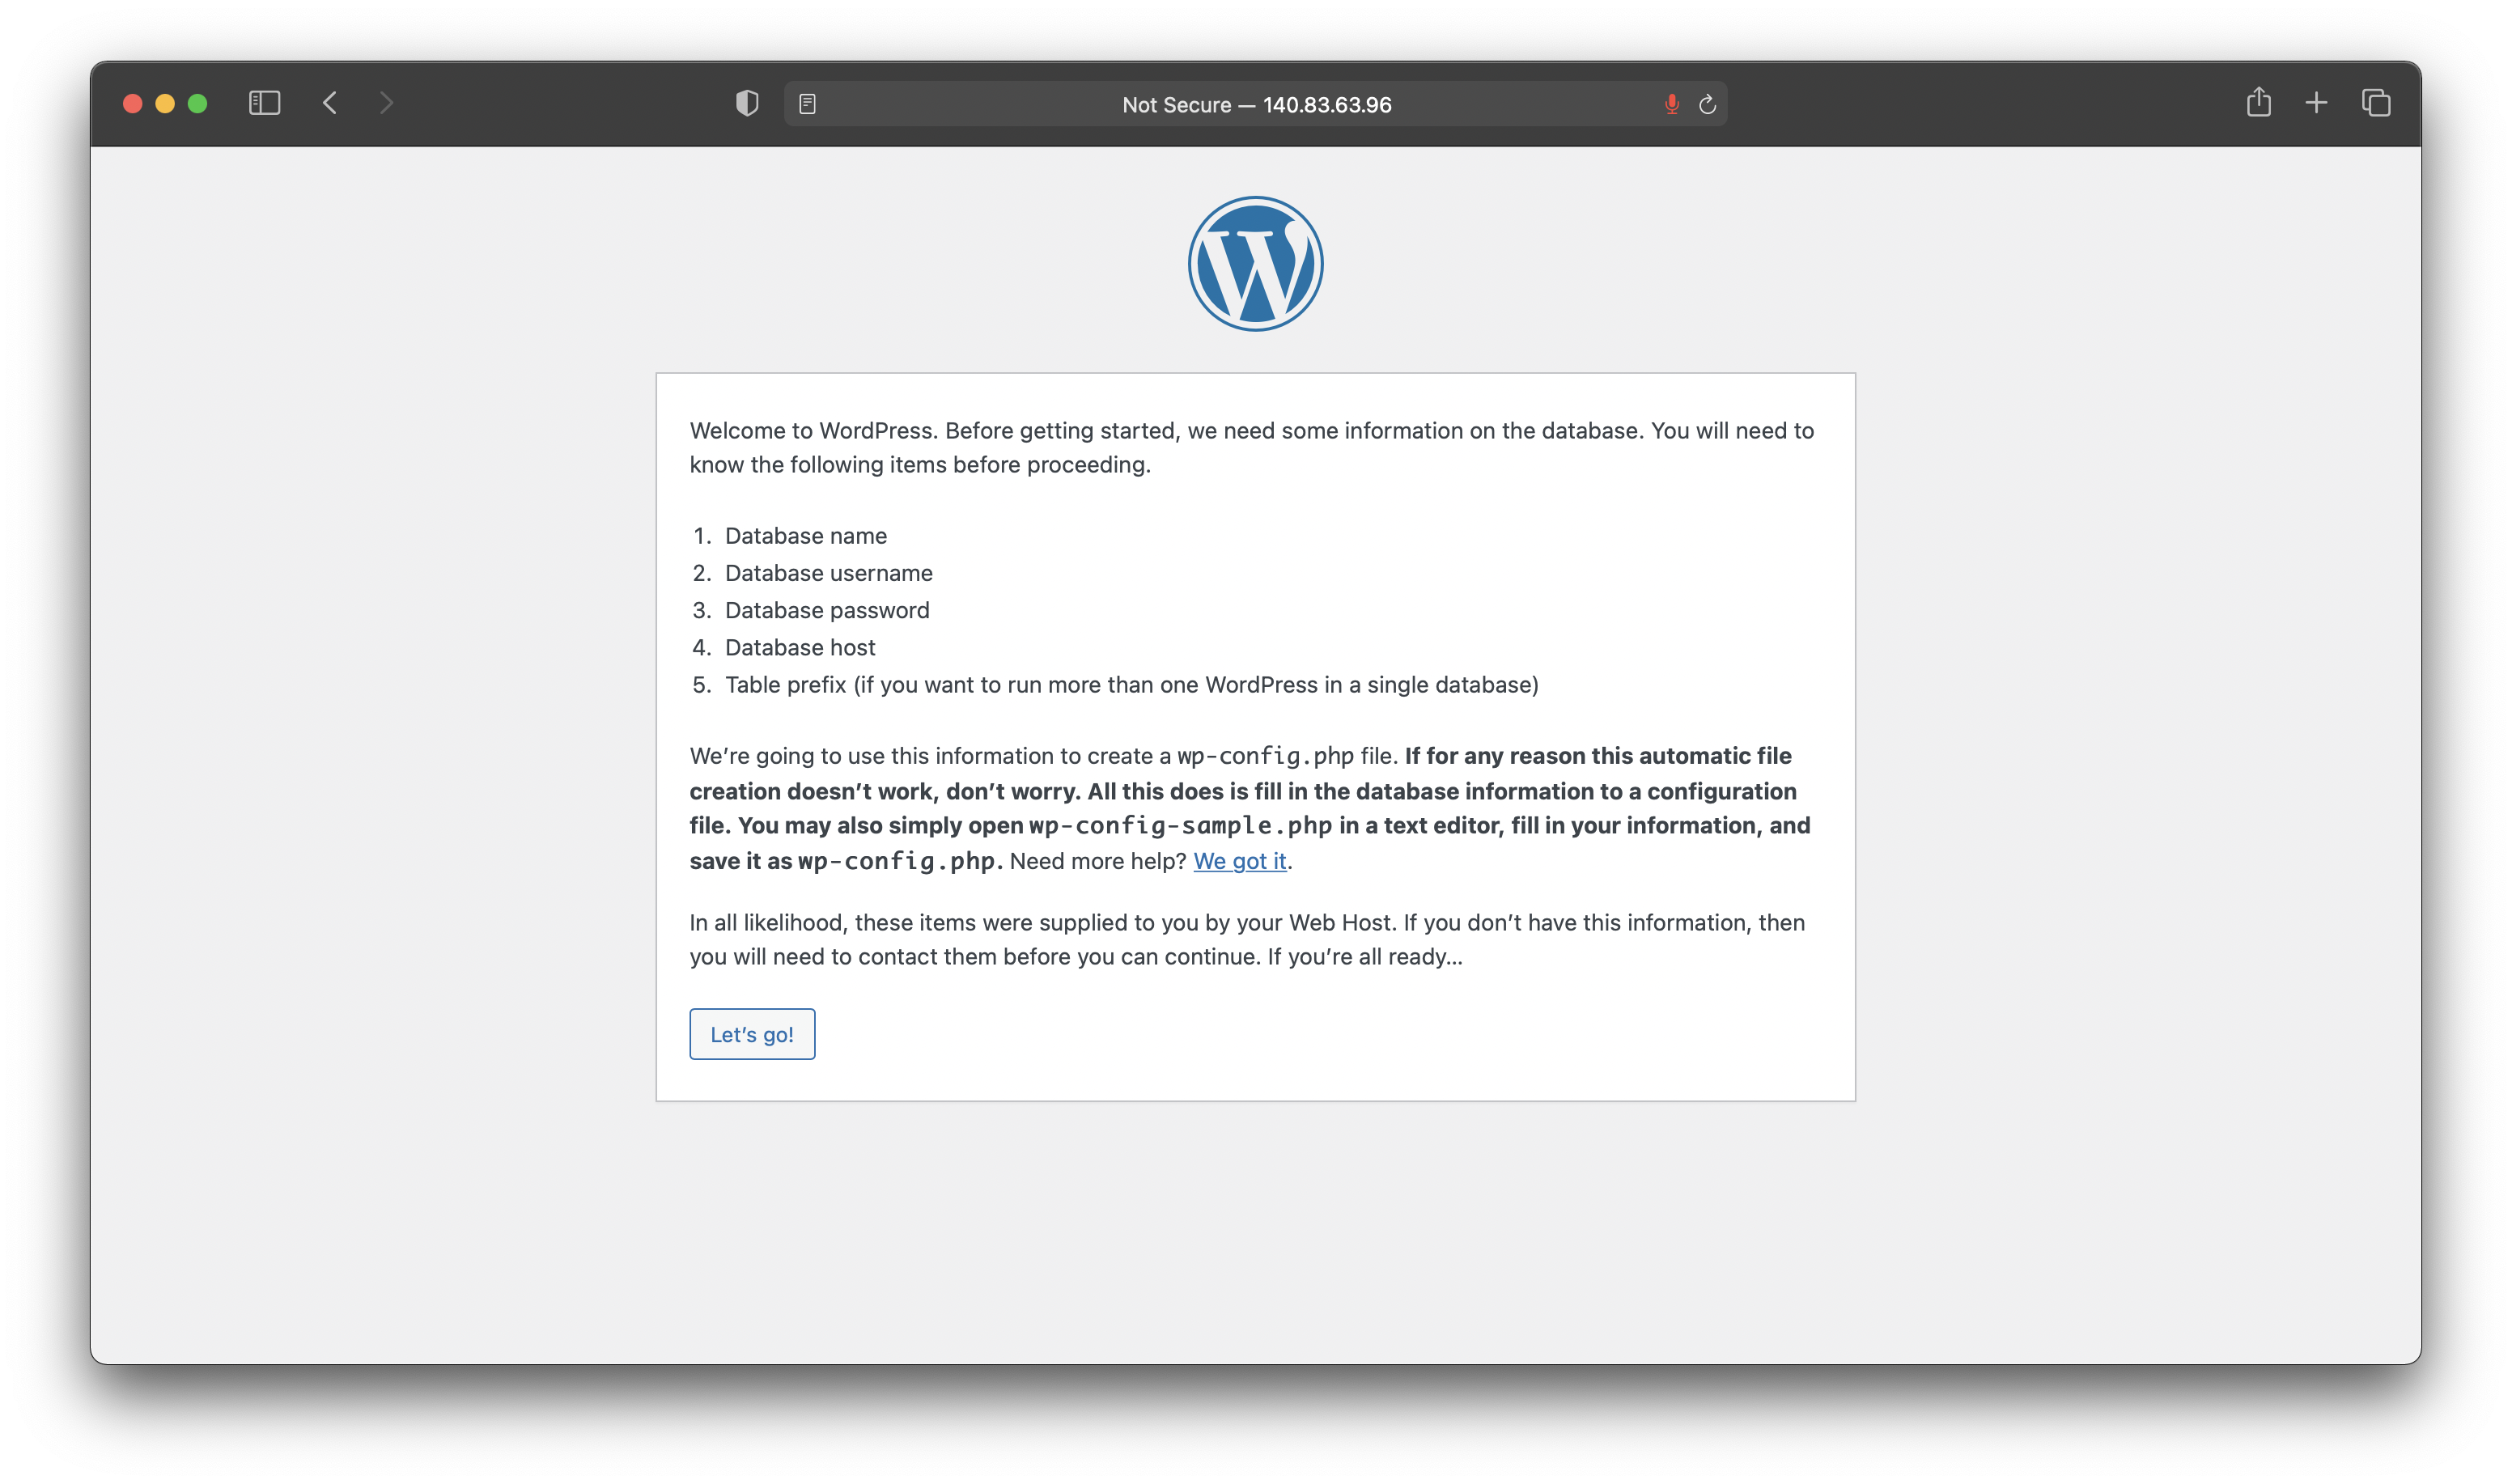 Not Secure — 140.83.63.96
W
Welcome to WordPress. Before getting started, we need some information on the database. You will need to
know the following items before proceeding.
1. Database name
2. Database username
3. Database password
4. Database host
5. Table prefix (if you want to run more than one WordPress in a single database)
We’re going to use this information to create a wp-config.php file. If for any reason this automatic file
creation doesn’t work, don’t worry. All this does is fill in the database information to a configuration
file. You may also simply open wp-config-sample.php in a text editor, fill in your information, and
save it as wp-config.php. Need more help? We got it.
In all likelihood, these items were supplied to you by your Web Host. If you don’t have this information, then
you will need to contact them before you can continue. If you’re all ready…
Let’s go!